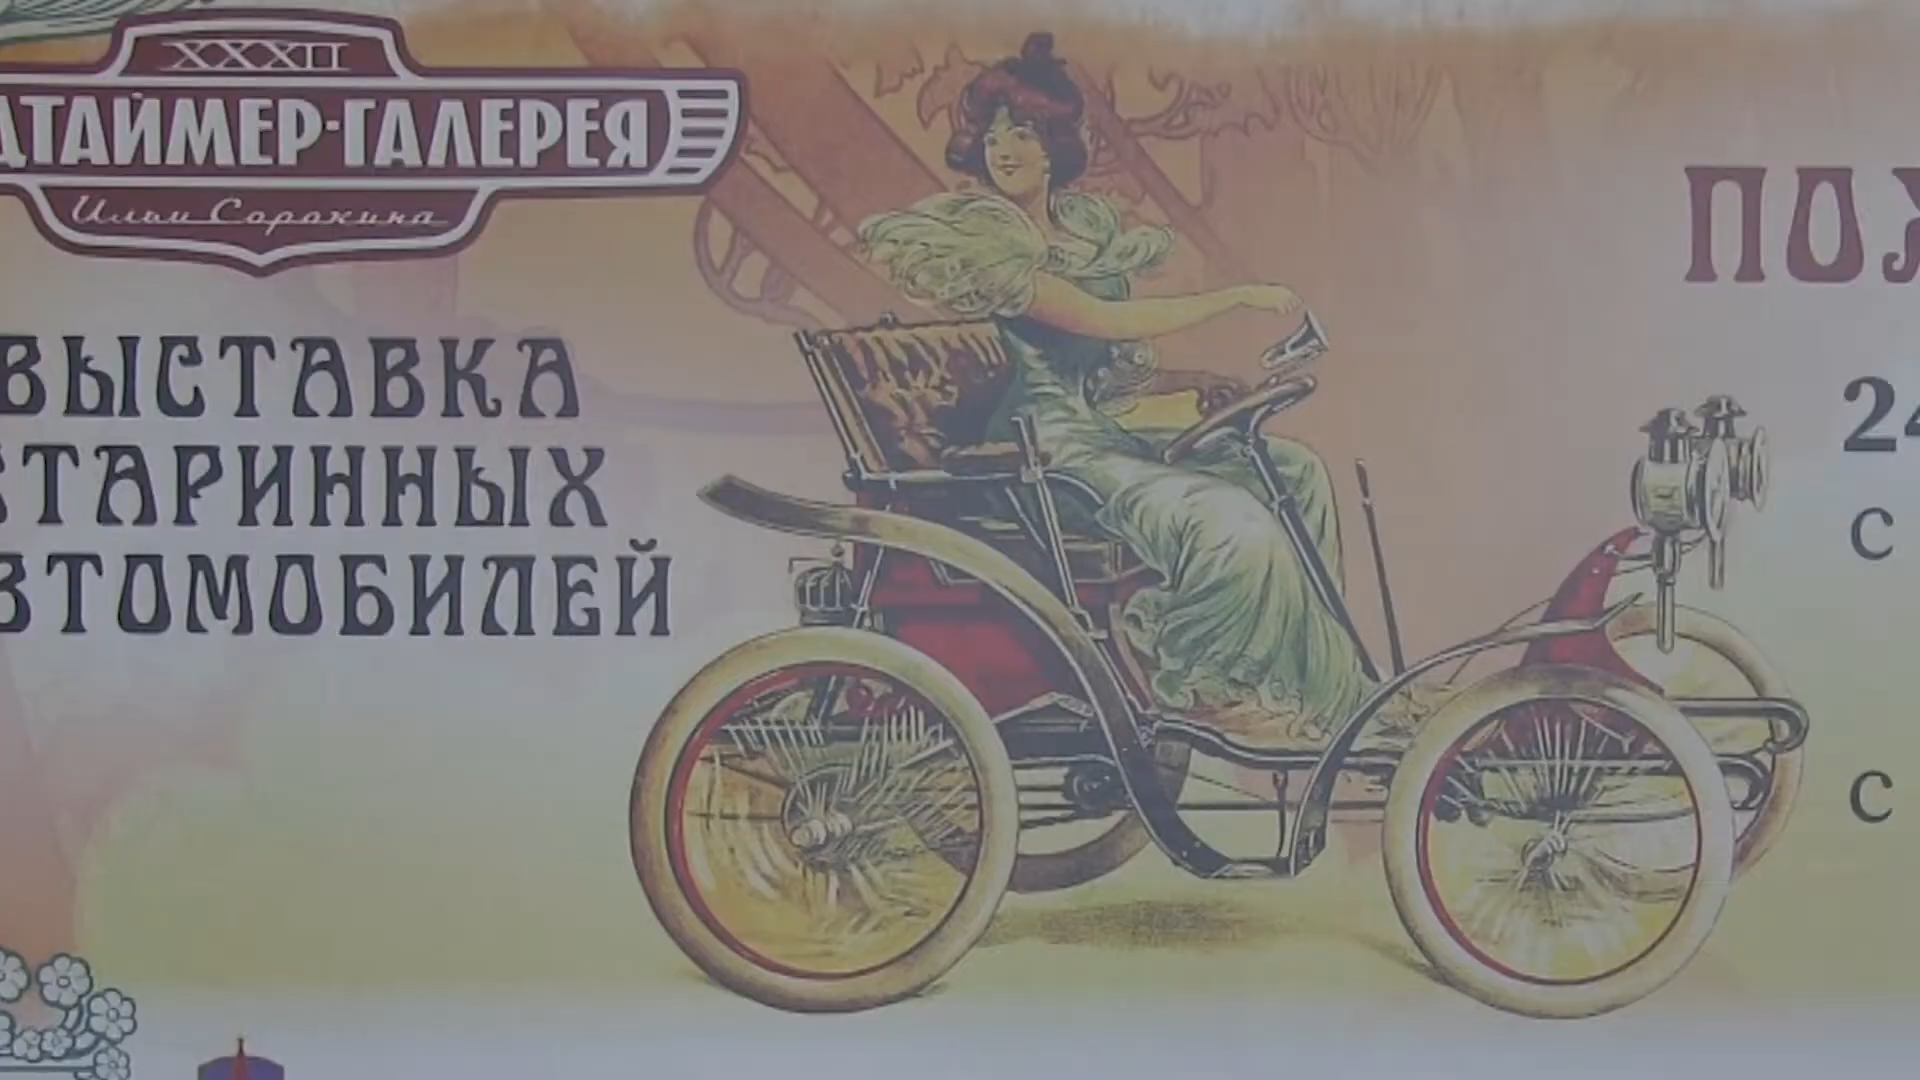 XXXII
ДТАЙМЕР-ГАЛЕРЕЯ
Ильи Сорокина
ВЫСТАВКА
СТАРИННЫХ
ВТОМОБИЛЕЙ
ПО
24
С
С